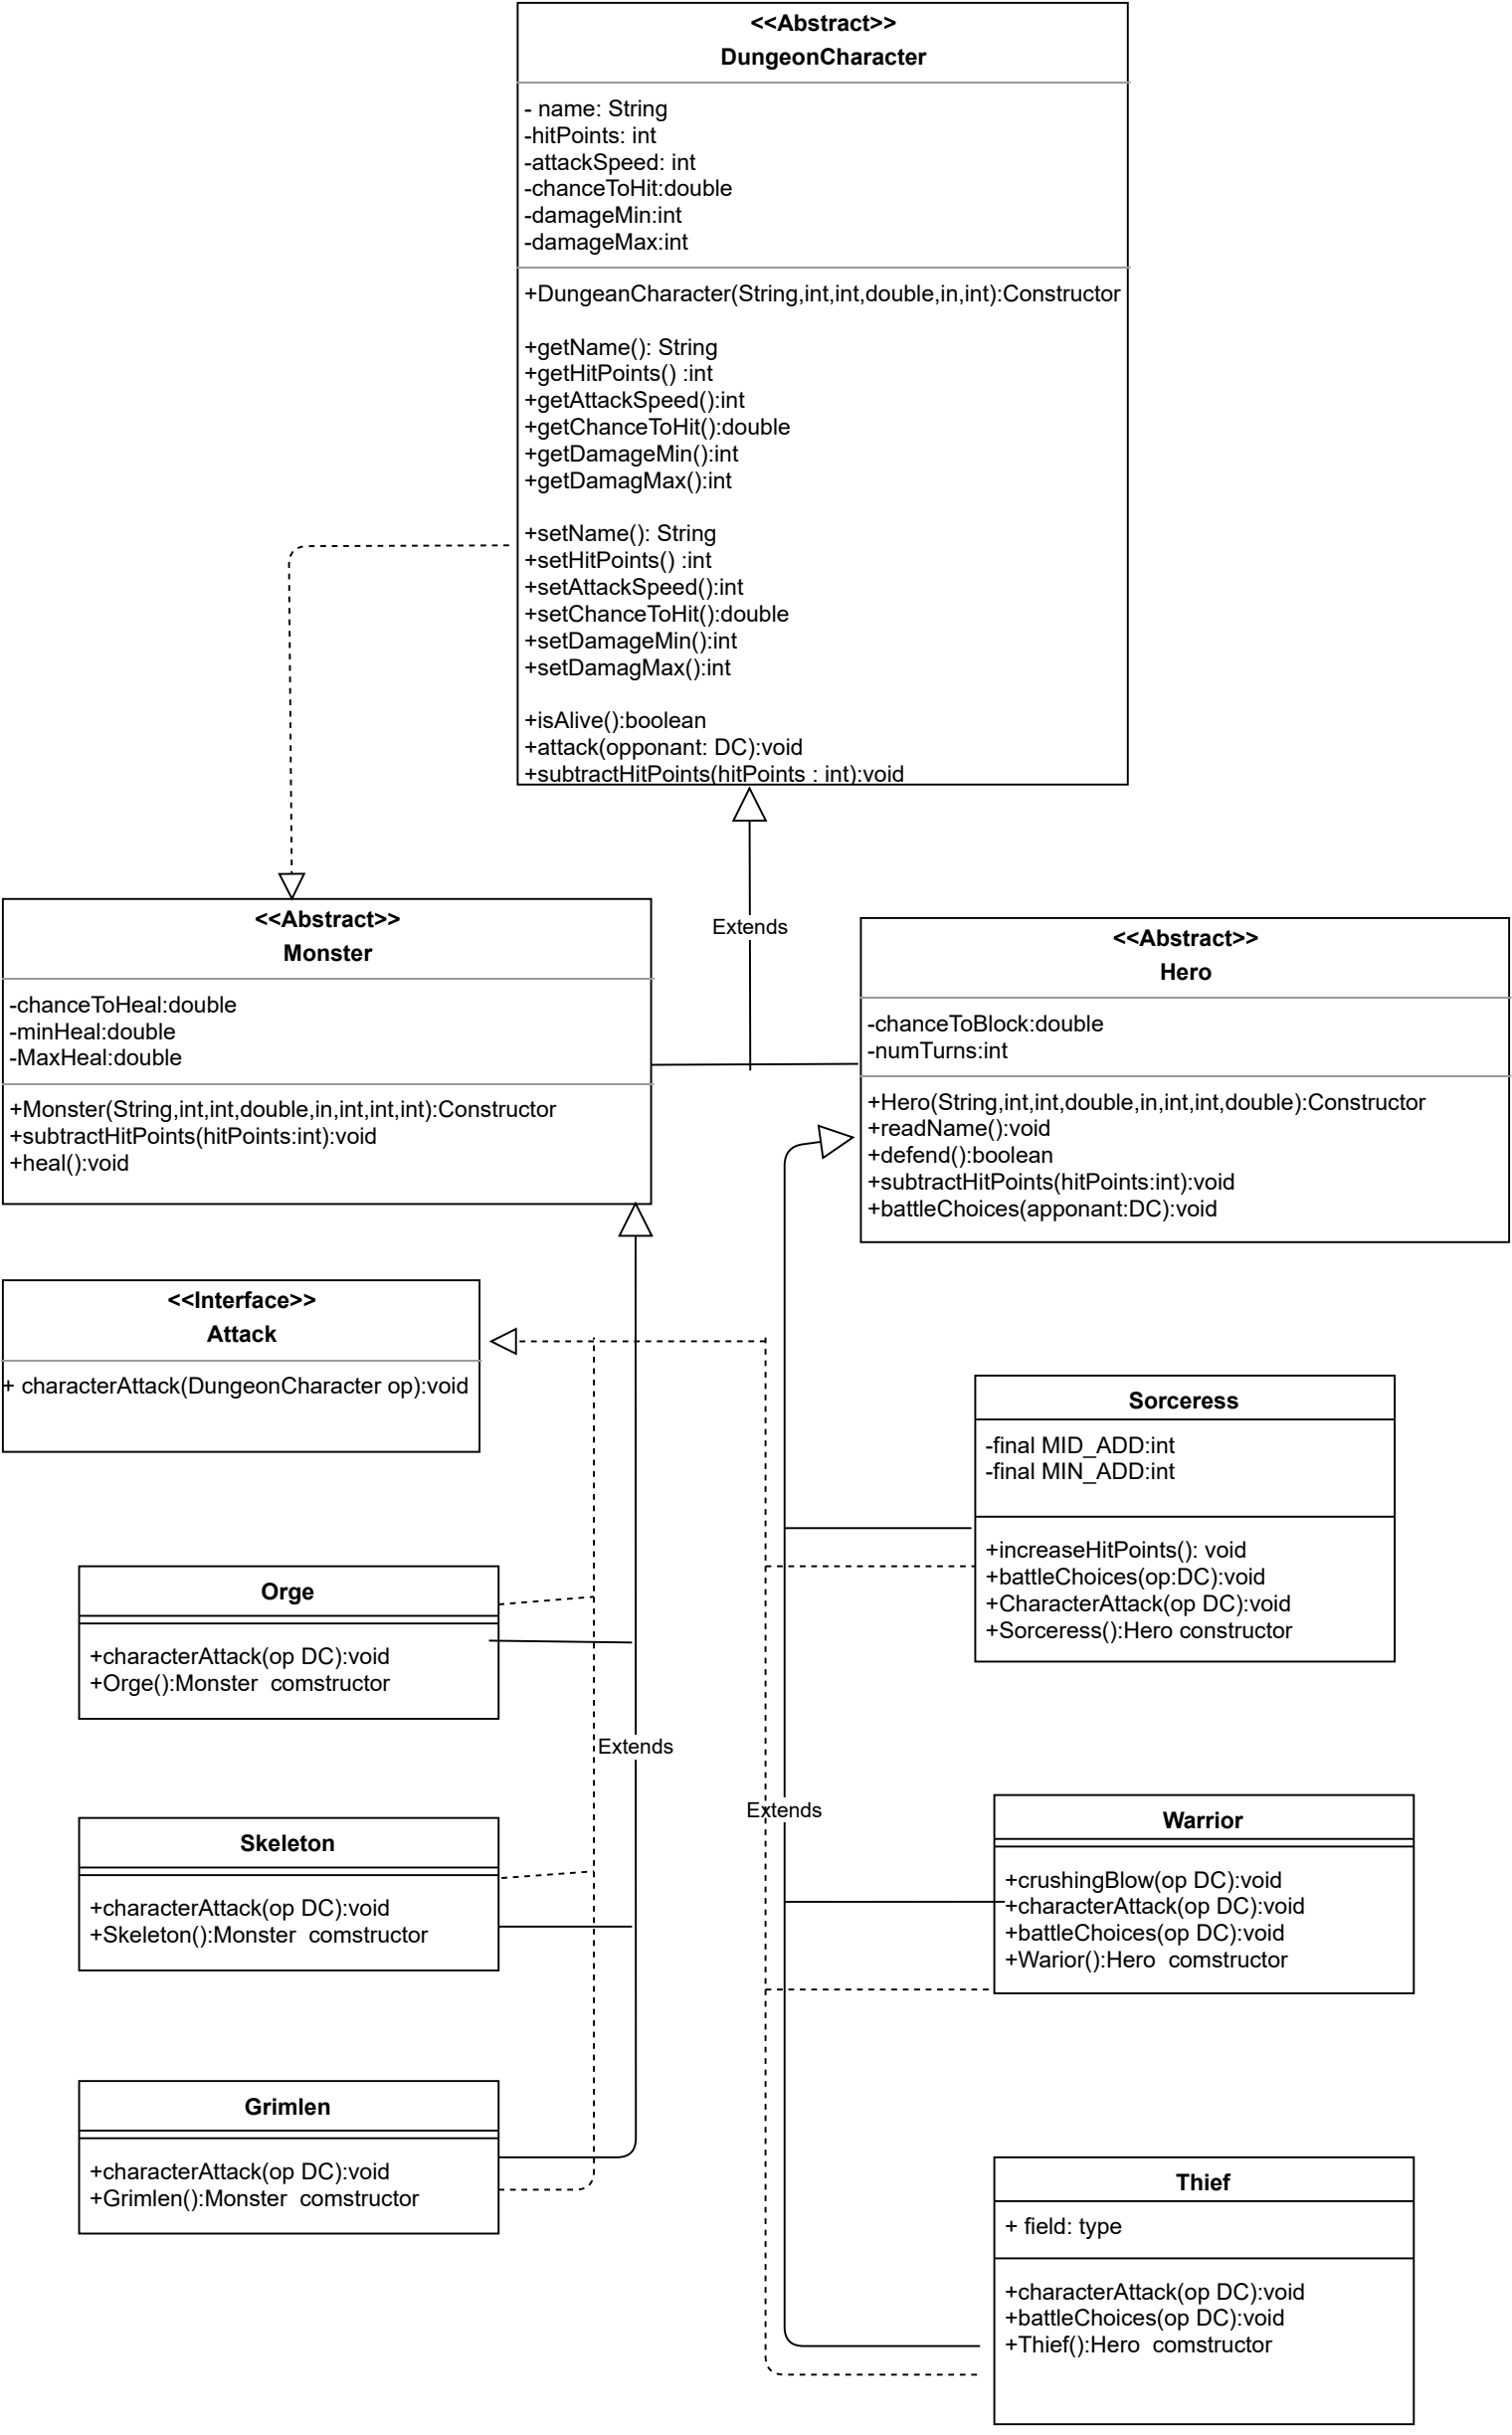 <<Abstract>>
DungeonCharacter
- name: String
-hitPoints: int
-attackSpeed: int
-chanceToHit:double
-damageMin:int
-damageMax:int
+DungeanCharacter(String,int,int,double,in,int):Constructor
+getName(): String
+getHitPoints() :int
+getAttackSpeed():int
+getChanceToHit():double
+getDamageMin():int
+getDamagMax():int
+setName(): String
+setHitPoints() :int
+setAttackSpeed():int
+setChanceToHit():double
+setDamageMin():int
+setDamagMax():int
+isAlive():boolean
+attack(opponant: DC):void
+subtractHitPoints(hitPoints : int):void
Extends
<<Abstract>>
Monster
-chanceToHeal:double
-minHeal:double
-MaxHeal:double
+Monster(String,int,int,double,in,int,int,int):Constructor
+subtractHitPoints(hitPoints:int):void
+heal():void
<<Abstract>>
Hero
-chanceToBlock:double
-numTurns:int
+Hero(String,int,int,double,in,int,int,double):Constructor
+readName():void
+defend():boolean
+subtractHitPoints(hitPoints:int):void
+battleChoices(apponant:DC):void
<<Interface>>
Attack
+ characterAttack(DungeonCharacter op):void
Sorceress
-final MID_ADD:int
-final MIN_ADD:int
+increaseHitPoints(): void
+battleChoices(op:DC):void
+CharacterAttack(op DC):void
+Sorceress():Hero constructor
Orge
+characterAttack(op DC):void
+Orge():Monster  comstructor
Extends
Extends
Skeleton
+characterAttack(op DC):void
+Skeleton():Monster  comstructor
Warrior
+crushingBlow(op DC):void
+characterAttack(op DC):void
+battleChoices(op DC):void
+Warior():Hero  comstructor
Grimlen
+characterAttack(op DC):void
+Grimlen():Monster  comstructor
Thief
+ field: type
+characterAttack(op DC):void
+battleChoices(op DC):void
+Thief():Hero  comstructor